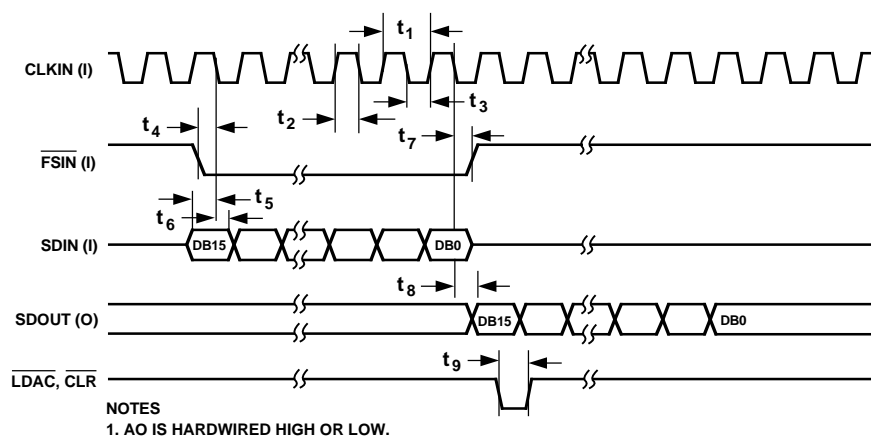 t1
CLKIN (I)
t2
t3
t4
t7
FSIN (I)
t5
t6
SDIN (I)
DB15
DB0
t8
SDOUT (O)
DB15
DB0
t9
LDAC, CLR
NOTES
1. AO IS HARDWIRED HIGH OR LOW.